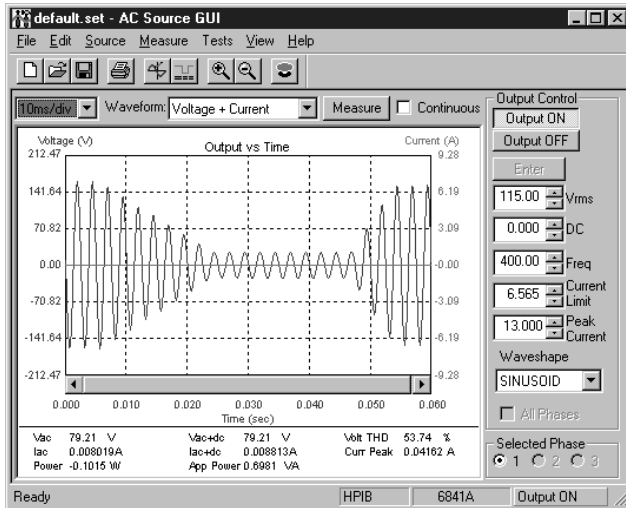 default.set - AC Source GUI
File Edit Source Measure Tests View Help
10ms/div Waveform: Voltage + Current Measure Continuous
Output Control
Output ON
Output OFF
Enter
115.00 Vrms
0.000 DC
400.00 Freq
6.565 Current Limit
13.000 Peak Current
Waveshape
SINUSOID
All Phases
Selected Phase
1 2 3
Voltage (V) Output vs Time Current (A)
212.47 9.28
141.64 6.19
70.82 3.09
0.00 -0.00
-70.82 -3.09
-141.64 -6.19
-212.47 -9.28
0.000 0.010 0.020 0.030 0.040 0.050 0.060
Time (sec)
Vac 79.21 V Vac+dc 79.21 V Volt THD 53.74 %
Iac 0.008019A Iac+dc 0.008813A Curr Peak 0.04162 A
Power -0.1015 W App Power 0.6981 VA
Ready HPIB 6841A Output ON